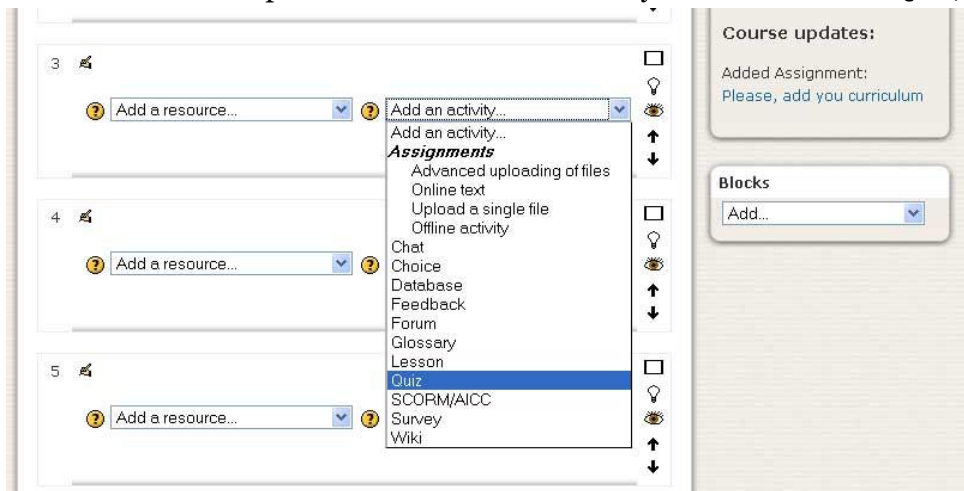 3
Add a resource...
Add an activity...
Add an activity...
Assignments
Advanced uploading of files
Online text
Upload a single file
Offline activity
Chat
Choice
Database
Feedback
Forum
Glossary
Lesson
Quiz
SCORM/AICC
Survey
Wiki
4
Add a resource...
5
Add a resource...
Course updates:
Added Assignment:
Please, add you curriculum
Blocks
Add...